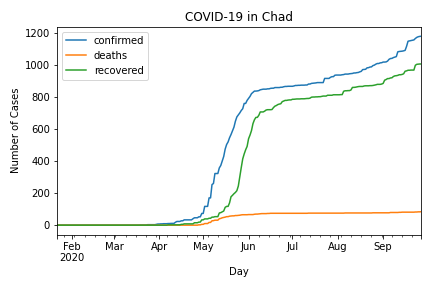 COVID-19 in Chad
confirmed
deaths
recovered
Number of Cases
1200
1000
800
600
400
200
0
Feb Mar Apr May Jun Jul Aug Sep
2020
Day